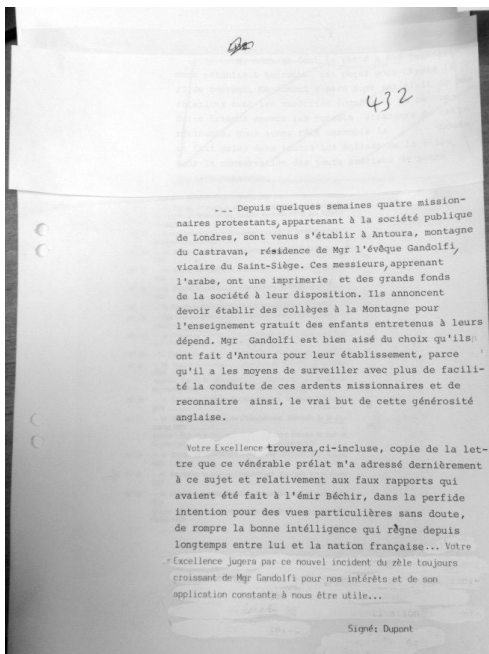 432
--- Depuis quelques semaines quatre mission-
naires protestants, appartenant à la société publique
de Londres, sont venus s'établir à Antoura, montagne
du Castravan, résidence de Mgr l'évêque Gandolfi,
vicaire du Saint-Siège. Ces messieurs, apprenant
l'arabe, ont une imprimerie et des grands fonds
de la société à leur disposition. Ils annoncent
devoir établir des collèges à la Montagne pour
l'enseignement gratuit des enfants entretenus à leurs
dépend. Mgr Gandolfi est bien aisé du choix qu'ils
ont fait d'Antoura pour leur établissement, parce
qu'il a les moyens de surveiller avec plus de facili-
té la conduite de ces ardents missionnaires et de
reconnaitre ainsi, le vrai but de cette générosité
anglaise.
Votre Excellence trouvera, ci-incluse, copie de la let-
tre que ce vénérable prélat m'a adressé dernièrement
à ce sujet et relativement aux faux rapports qui
avaient été fait à l'émir Béchir, dans la perfide
intention pour des vues particulières sans doute,
de rompre la bonne intélligence qui règne depuis
longtemps entre lui et la nation française... Votre
Excellence jugera par ce nouvel incident du zèle toujours
croissant de Mgr Gandolfi pour nos intérêts et de son
application constante à nous être utile...
Signé: Dupont